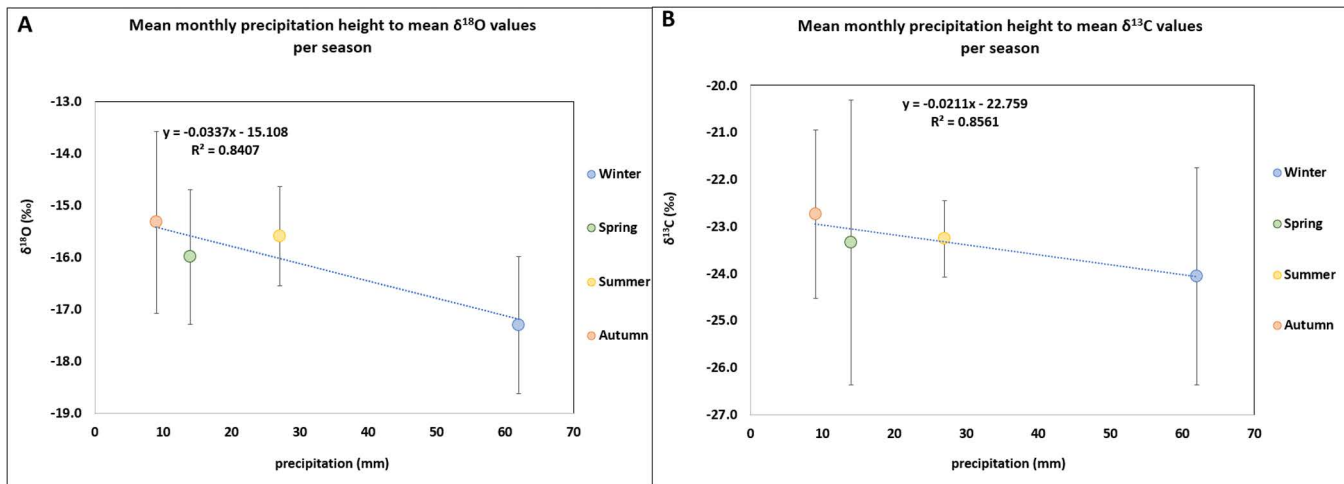 A
Mean monthly precipitation height to mean δ¹⁸O values
per season
-13.0
-14.0
-15.0
-16.0
-17.0
-18.0
-19.0
δ¹⁸O (‰)
y = -0.0337x - 15.108
R² = 0.8407
0 10 20 30 40 50 60 70
precipitation (mm)
Winter
Spring
Summer
Autumn
B
Mean monthly precipitation height to mean δ¹³C values
per season
-20.0
-21.0
-22.0
-23.0
-24.0
-25.0
-26.0
-27.0
δ¹³C (‰)
y = -0.0211x - 22.759
R² = 0.8561
0 10 20 30 40 50 60 70
precipitation (mm)
Winter
Spring
Summer
Autumn